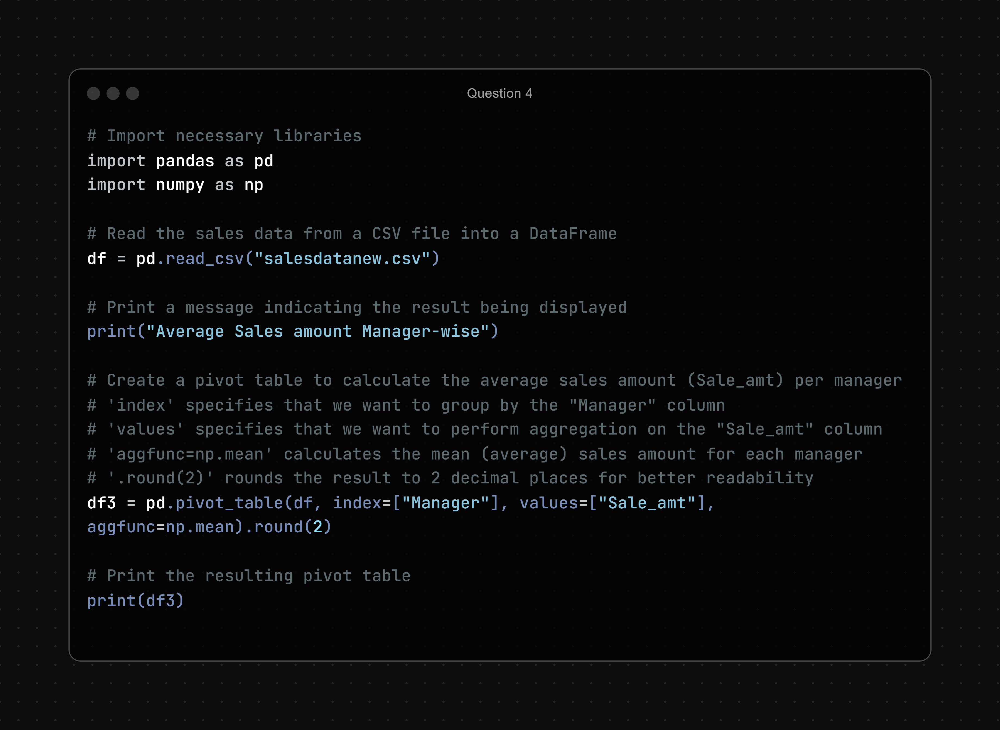 Question 4
# Import necessary libraries
import pandas as pd
import numpy as np
# Read the sales data from a CSV file into a DataFrame
df = pd.read_csv("salesdatanew.csv")
# Print a message indicating the result being displayed
print("Average Sales amount Manager-wise")
# Create a pivot table to calculate the average sales amount (Sale_amt) per manager
# 'index' specifies that we want to group by the "Manager" column
# 'values' specifies that we want to perform aggregation on the "Sale_amt" column
# 'aggfunc=np.mean' calculates the mean (average) sales amount for each manager
# '.round(2)' rounds the result to 2 decimal places for better readability
df3 = pd.pivot_table(df, index=["Manager"], values=["Sale_amt"],
aggfunc=np.mean).round(2)
# Print the resulting pivot table
print(df3)